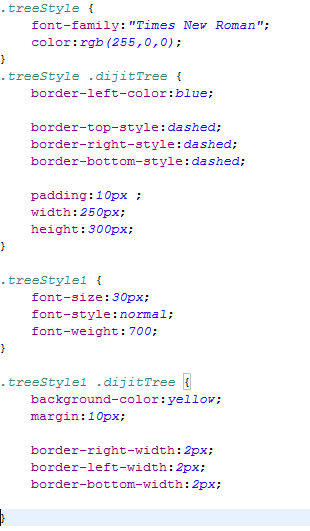 .treeStyle {
    font-family:"Times New Roman";
    color:rgb(255,0,0);
}
.treeStyle .dijitTree {
    border-left-color:blue;

    border-top-style:dashed;
    border-right-style:dashed;
    border-bottom-style:dashed;

    padding:10px ;
    width:250px;
    height:300px;
}

.treeStyle1 {
    font-size:30px;
    font-style:normal;
    font-weight:700;
}

.treeStyle1 .dijitTree {
    background-color:yellow;
    margin:10px;

    border-right-width:2px;
    border-left-width:2px;
    border-bottom-width:2px;

}